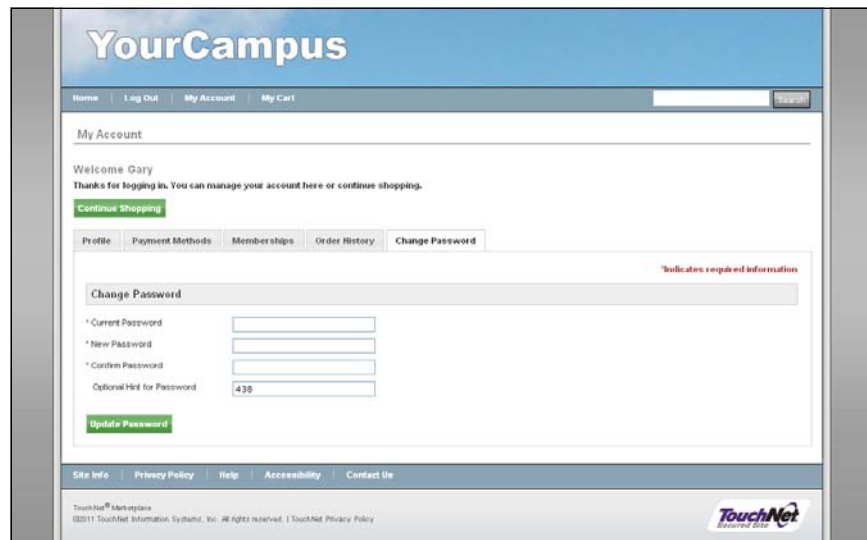 YourCampus
Home | Log Out | My Account | My Cart Search
My Account
Welcome Gary
Thanks for logging in. You can manage your account here or continue shopping.
Continue Shopping
Profile Payment Methods Memberships Order History Change Password
*Indicates required information
Change Password
* Current Password
* New Password
* Confirm Password
Optional Hint for Password 438
Update Password
Site Info | Privacy Policy | Help | Accessibility | Contact Us
TouchNet® Marketplace
©2011 TouchNet Information Systems, Inc. All rights reserved. | TouchNet Privacy Policy
TouchNet
Secured Site